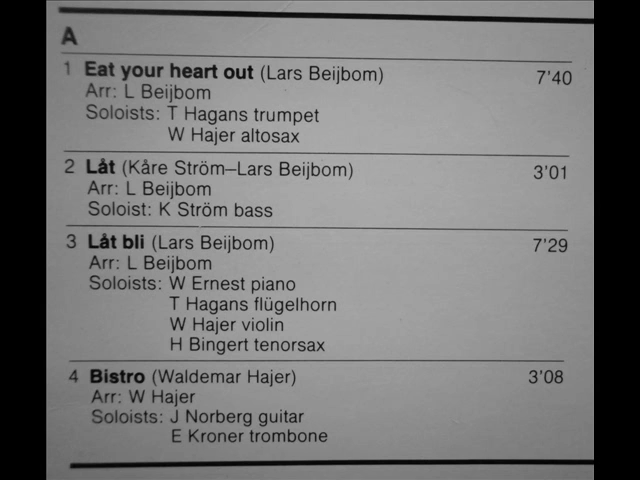 A
1 Eat your heart out (Lars Beijbom) 7'40
Arr: L Beijbom
Soloists: T Hagans trumpet
W Hajer altosax
2 Låt (Kåre Ström–Lars Beijbom) 3'01
Arr: L Beijbom
Soloist: K Ström bass
3 Låt bli (Lars Beijbom) 7'29
Arr: L Beijbom
Soloists: W Ernest piano
T Hagans flügelhorn
W Hajer violin
H Bingert tenorsax
4 Bistro (Waldemar Hajer) 3'08
Arr: W Hajer
Soloists: J Norberg guitar
E Kroner trombone